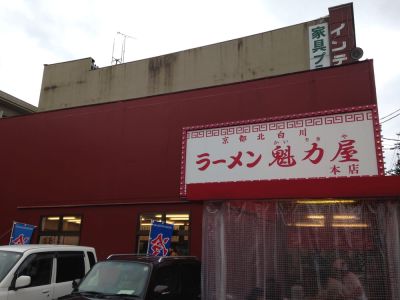 インテ
家具プ
京都北白川
ラーメン 魁力屋
かい りき や
本店